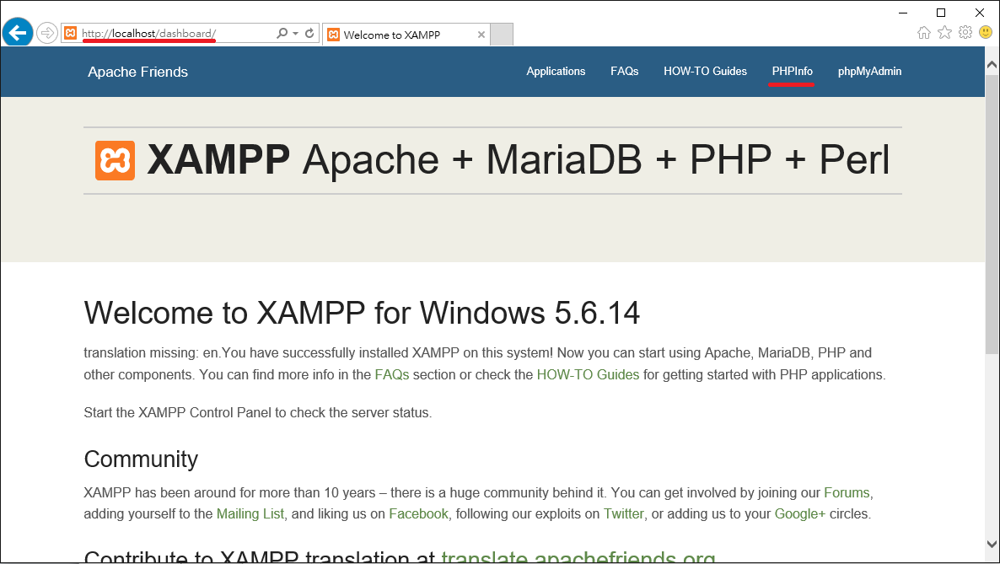 http://localhost/dashboard/
Welcome to XAMPP
Apache Friends
Applications
FAQs
HOW-TO Guides
PHPInfo
phpMyAdmin
XAMPP Apache + MariaDB + PHP + Perl
Welcome to XAMPP for Windows 5.6.14
translation missing: en.You have successfully installed XAMPP on this system! Now you can start using Apache, MariaDB, PHP and
other components. You can find more info in the FAQs section or check the HOW-TO Guides for getting started with PHP applications.
Start the XAMPP Control Panel to check the server status.
Community
XAMPP has been around for more than 10 years – there is a huge community behind it. You can get involved by joining our Forums,
adding yourself to the Mailing List, and liking us on Facebook, following our exploits on Twitter, or adding us to your Google+ circles.
Contribute to XAMPP translation at translate.apachefriends.org